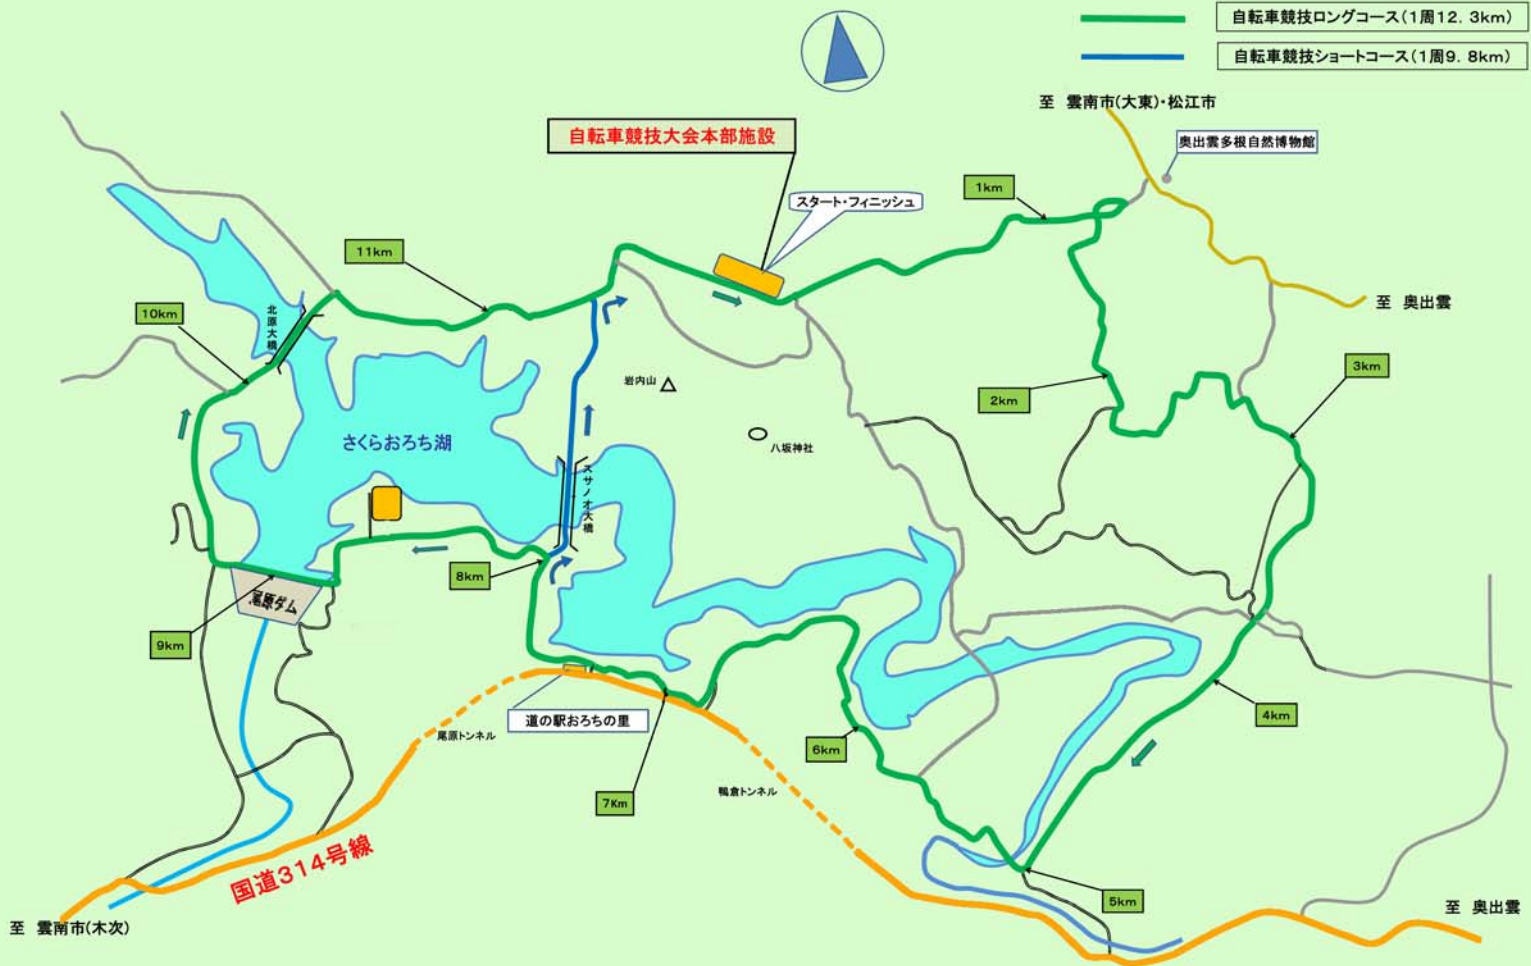 自転車競技ロングコース(1周12. 3km)
自転車競技ショートコース(1周9. 8km)
至 雲南市(大東)・松江市
自転車競技大会本部施設
奥出雲多根自然博物館
スタート・フィニッシュ
1km
11km
10km
北原大橋
至 奥出雲
岩内山
3km
2km
さくらおろち湖
八坂神社
スサノオ大橋
8km
尾原ダム
9km
道の駅おろちの里
尾原トンネル
4km
6km
鴨倉トンネル
7Km
国道314号線
5km
至 雲南市(木次)
至 奥出雲